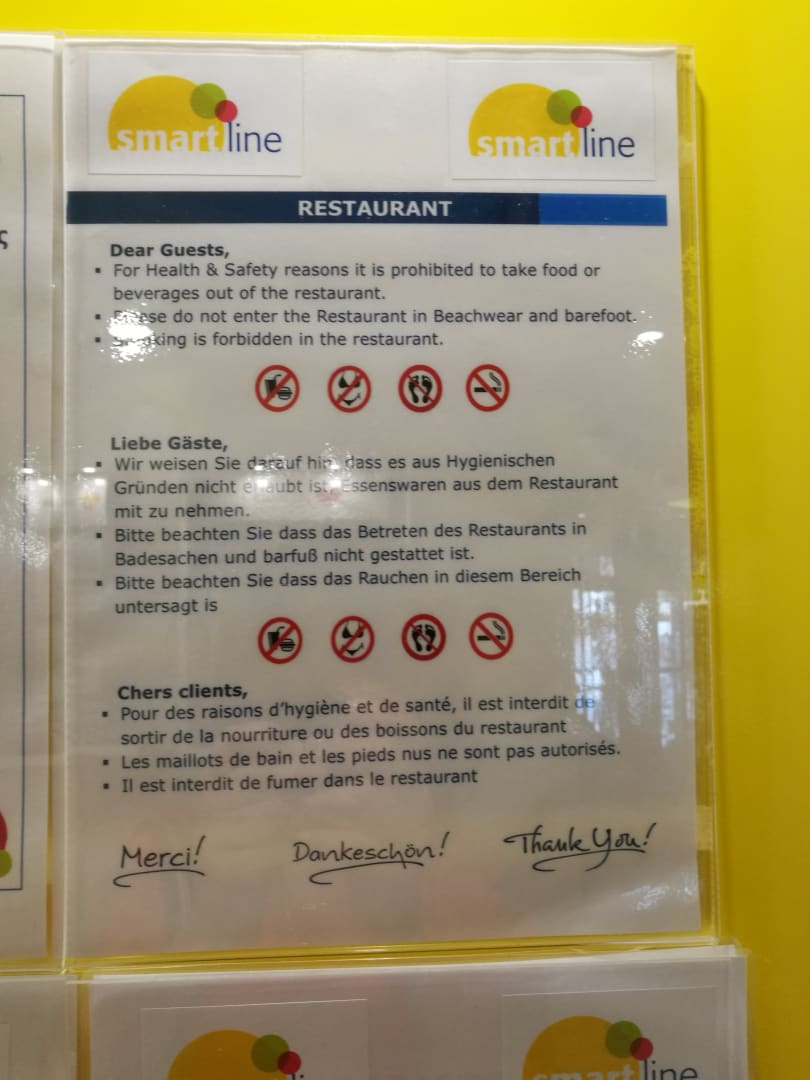 smartline smartline
RESTAURANT
Dear Guests,
▪ For Health & Safety reasons it is prohibited to take food or
beverages out of the restaurant.
▪ Please do not enter the Restaurant in Beachwear and barefoot.
▪ Smoking is forbidden in the restaurant.
Liebe Gäste,
▪ Wir weisen Sie darauf hin, dass es aus Hygienischen
Gründen nicht erlaubt ist, Essenswaren aus dem Restaurant
mit zu nehmen.
▪ Bitte beachten Sie dass das Betreten des Restaurants in
Badesachen und barfuß nicht gestattet ist.
▪ Bitte beachten Sie dass das Rauchen in diesem Bereich
untersagt is
Chers clients,
▪ Pour des raisons d’hygiène et de santé, il est interdit de
sortir de la nourriture ou des boissons du restaurant
▪ Les maillots de bain et les pieds nus ne sont pas autorisés.
▪ Il est interdit de fumer dans le restaurant
Merci! Dankeschön! Thank You!
smartline